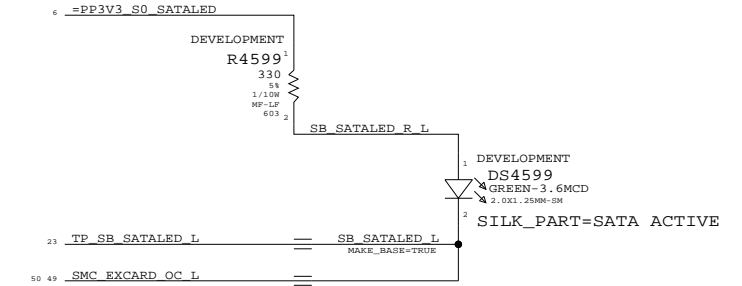 6 =PP3V3_S0_SATALED
DEVELOPMENT
R4599 1
330
5%
1/10W
MF-LF
603 2
SB_SATALED_R_L
1 DEVELOPMENT
DS4599
GREEN-3.6MCD
2.0X1.25MM-SM
2
SILK_PART=SATA ACTIVE
23 TP_SB_SATALED_L SB_SATALED_L
MAKE_BASE=TRUE
50 49 SMC_EXCARD_OC_L